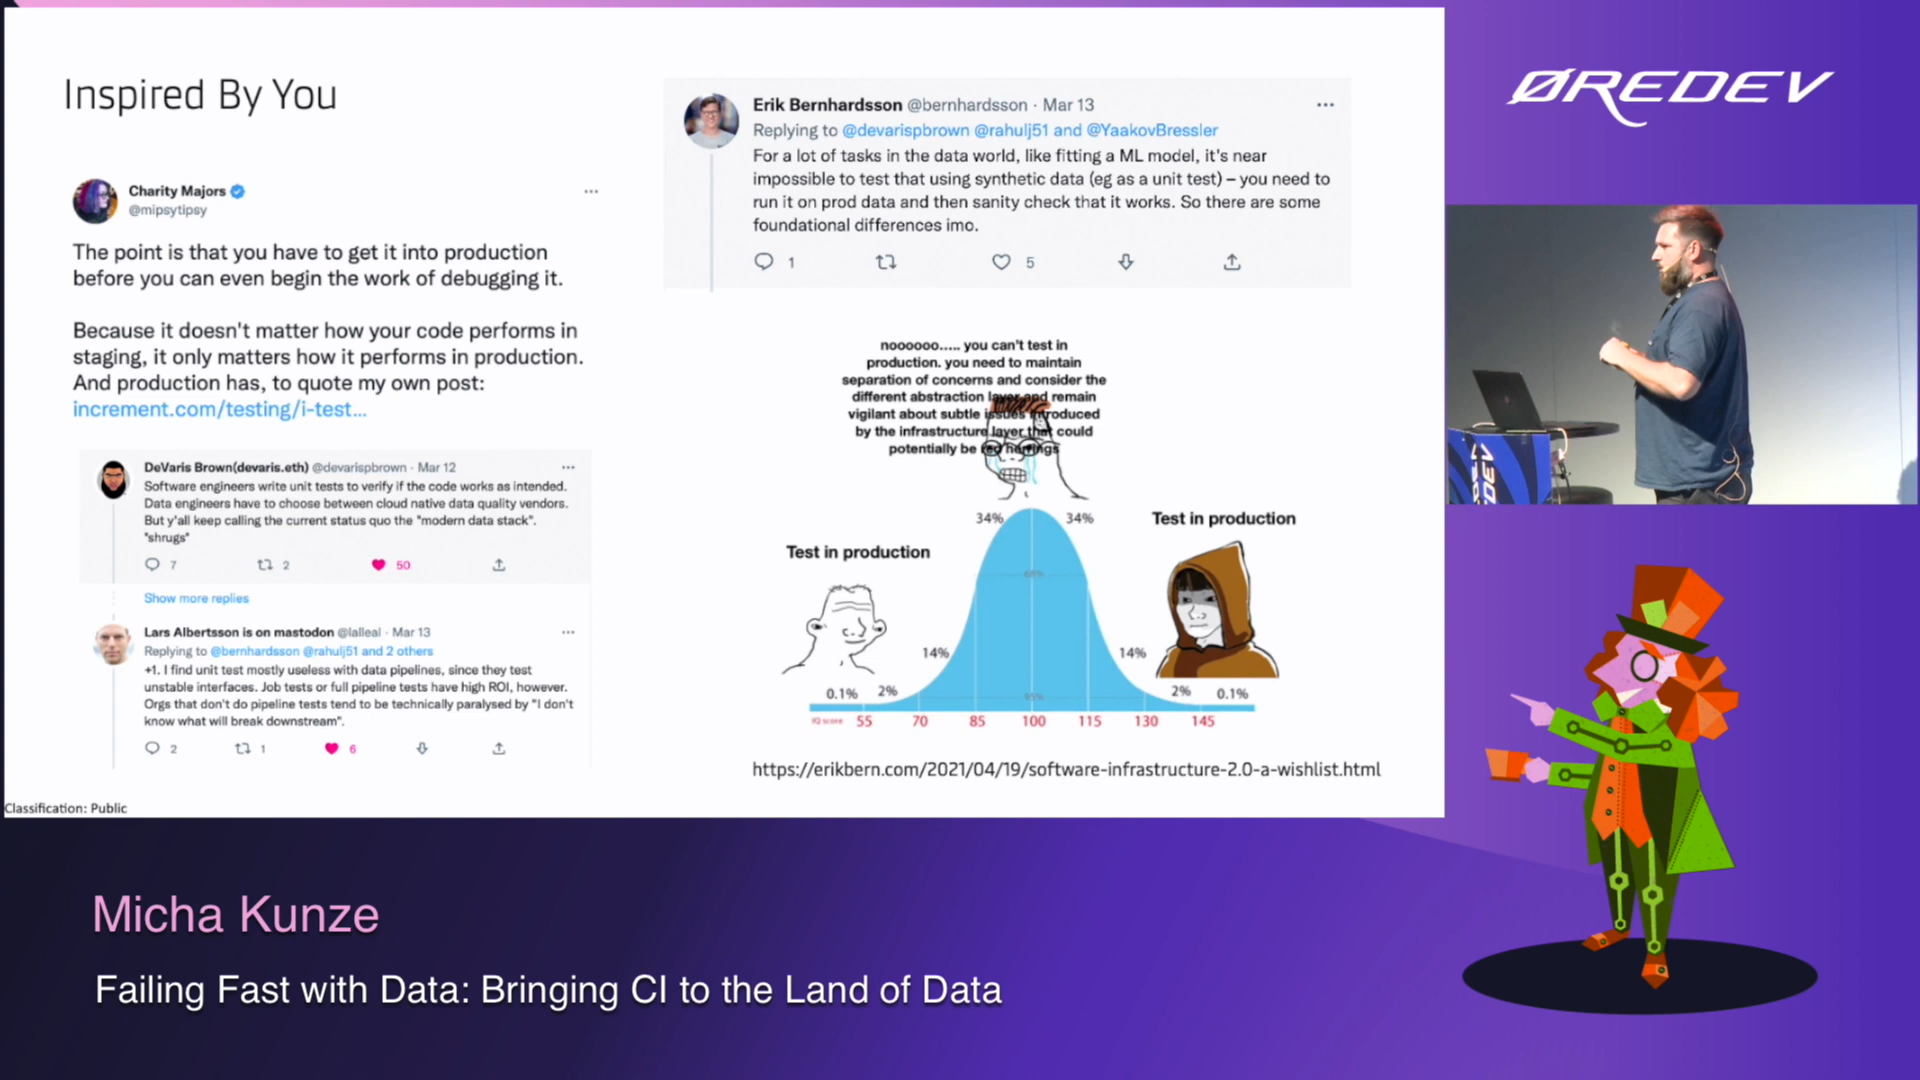 Inspired By You
Charity Majors
@mipsytipsy
The point is that you have to get it into production
before you can even begin the work of debugging it.
Because it doesn't matter how your code performs in
staging, it only matters how it performs in production.
And production has, to quote my own post:
increment.com/testing/i-test...
DeVaris Brown(devaris.eth) @devarispbrown · Mar 12
Software engineers write unit tests to verify if the code works as intended.
Data engineers have to choose between cloud native data quality vendors.
But y'all keep calling the current status quo the "modern data stack".
"shrugs"
7 2 50
Show more replies
Lars Albertsson is on mastodon @lalleal · Mar 13
Replying to @bernhardsson @rahulj51 and 2 others
+1. I find unit test mostly useless with data pipelines, since they test
unstable interfaces. Job tests or full pipeline tests have high ROI, however.
Orgs that don't do pipeline tests tend to be technically paralysed by "I don't
know what will break downstream".
2 1 6
Classification: Public
Erik Bernhardsson @bernhardsson · Mar 13
Replying to @devarispbrown @rahulj51 and @YaakovBressler
For a lot of tasks in the data world, like fitting a ML model, it's near
impossible to test that using synthetic data (eg as a unit test) – you need to
run it on prod data and then sanity check that it works. So there are some
foundational differences imo.
1 5
noooooo..... you can't test in
production. you need to maintain
separation of concerns and consider the
different abstraction layer and remain
vigilant about subtle issues introduced
by the infrastructure layer that could
potentially be red herrings
34% 34%
Test in production
Test in production
68%
14% 14%
95%
0.1% 2% 2% 0.1%
IQ score 55 70 85 100 115 130 145
https://erikbern.com/2021/04/19/software-infrastructure-2.0-a-wishlist.html
ØREDEV
Micha Kunze
Failing Fast with Data: Bringing CI to the Land of Data